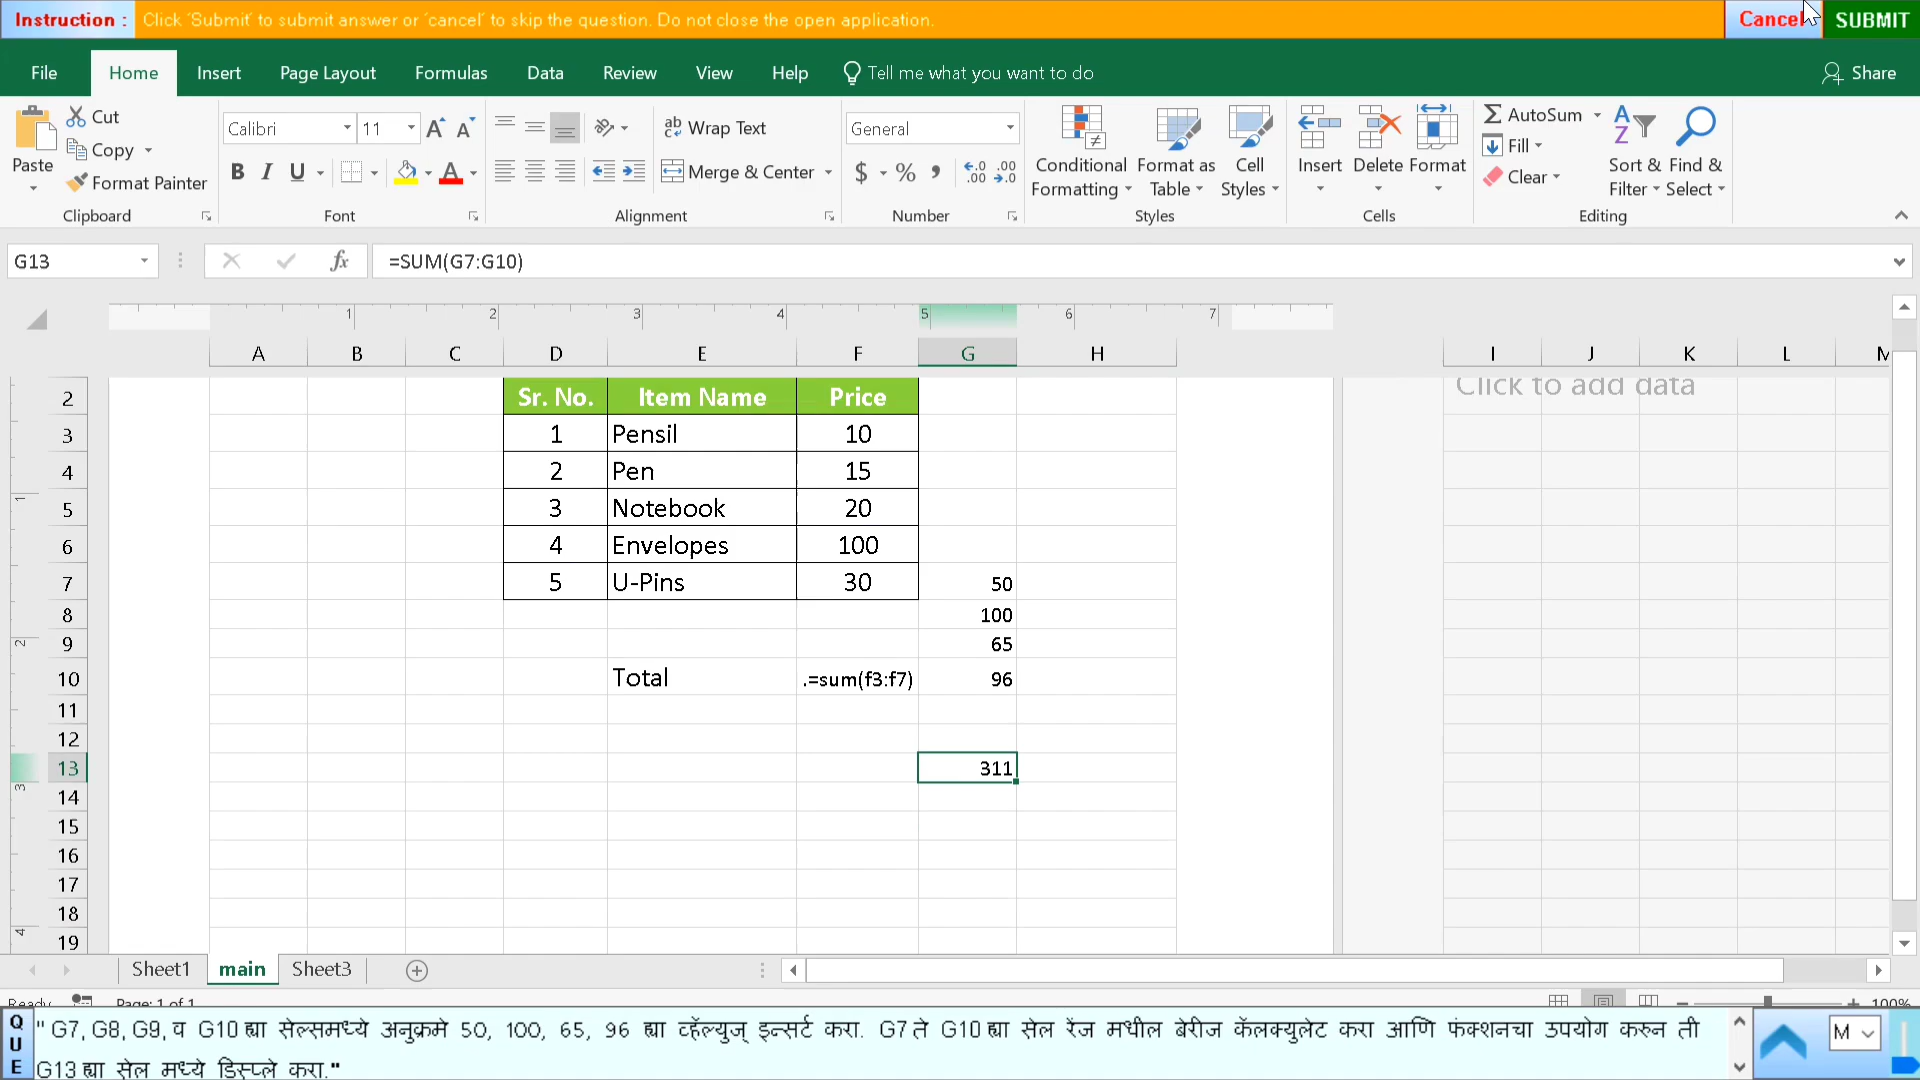 Instruction : Click 'Submit' to submit answer or 'cancel' to skip the question. Do not close the open application. Cancel SUBMIT
File Home Insert Page Layout Formulas Data Review View Help Tell me what you want to do Share
Paste Cut Copy Format Painter Clipboard
Calibri 11 A A B I U A Font
Wrap Text Merge & Center Alignment
General $ % , Number
Conditional Formatting Format as Table Cell Styles Styles
Insert Delete Format Cells
AutoSum Fill Clear Sort & Filter Find & Select Editing
G13 fx =SUM(G7:G10)
1 2 3 4 5 6 7
A B C D E F G H I J K L M
2 Sr. No. Item Name Price Click to add data
3 1 Pensil 10
4 2 Pen 15
5 3 Notebook 20
6 4 Envelopes 100
7 5 U-Pins 30 50
8 100
9 65
10 Total .=sum(f3:f7) 96
11
12
13 311
14
15
16
17
18
19
Sheet1 main Sheet3
Ready Page: 1 of 1 100%
QUE " G7, G8, G9, व G10 ह्या सेल्समध्ये अनुक्रमे 50, 100, 65, 96 ह्या व्हॅल्युज् इन्सर्ट करा. G7 ते G10 ह्या सेल रेंज मधील बेरीज कॅलक्युलेट करा आणि फंक्शनचा उपयोग करुन ती M
G13 ह्या सेल मध्ये डिस्प्ले करा."